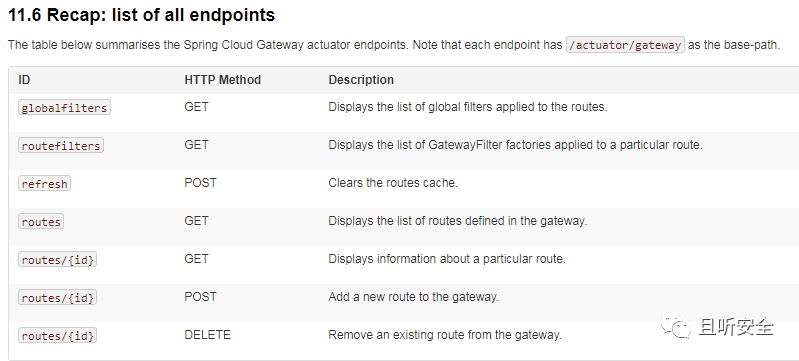 11.6 Recap: list of all endpoints
The table below summarises the Spring Cloud Gateway actuator endpoints. Note that each endpoint has /actuator/gateway as the base-path.
ID HTTP Method Description
globalfilters GET Displays the list of global filters applied to the routes.
routefilters GET Displays the list of GatewayFilter factories applied to a particular route.
refresh POST Clears the routes cache.
routes GET Displays the list of routes defined in the gateway.
routes/{id} GET Displays information about a particular route.
routes/{id} POST Add a new route to the gateway.
routes/{id} DELETE Remove an existing route from the gateway.
且听安全